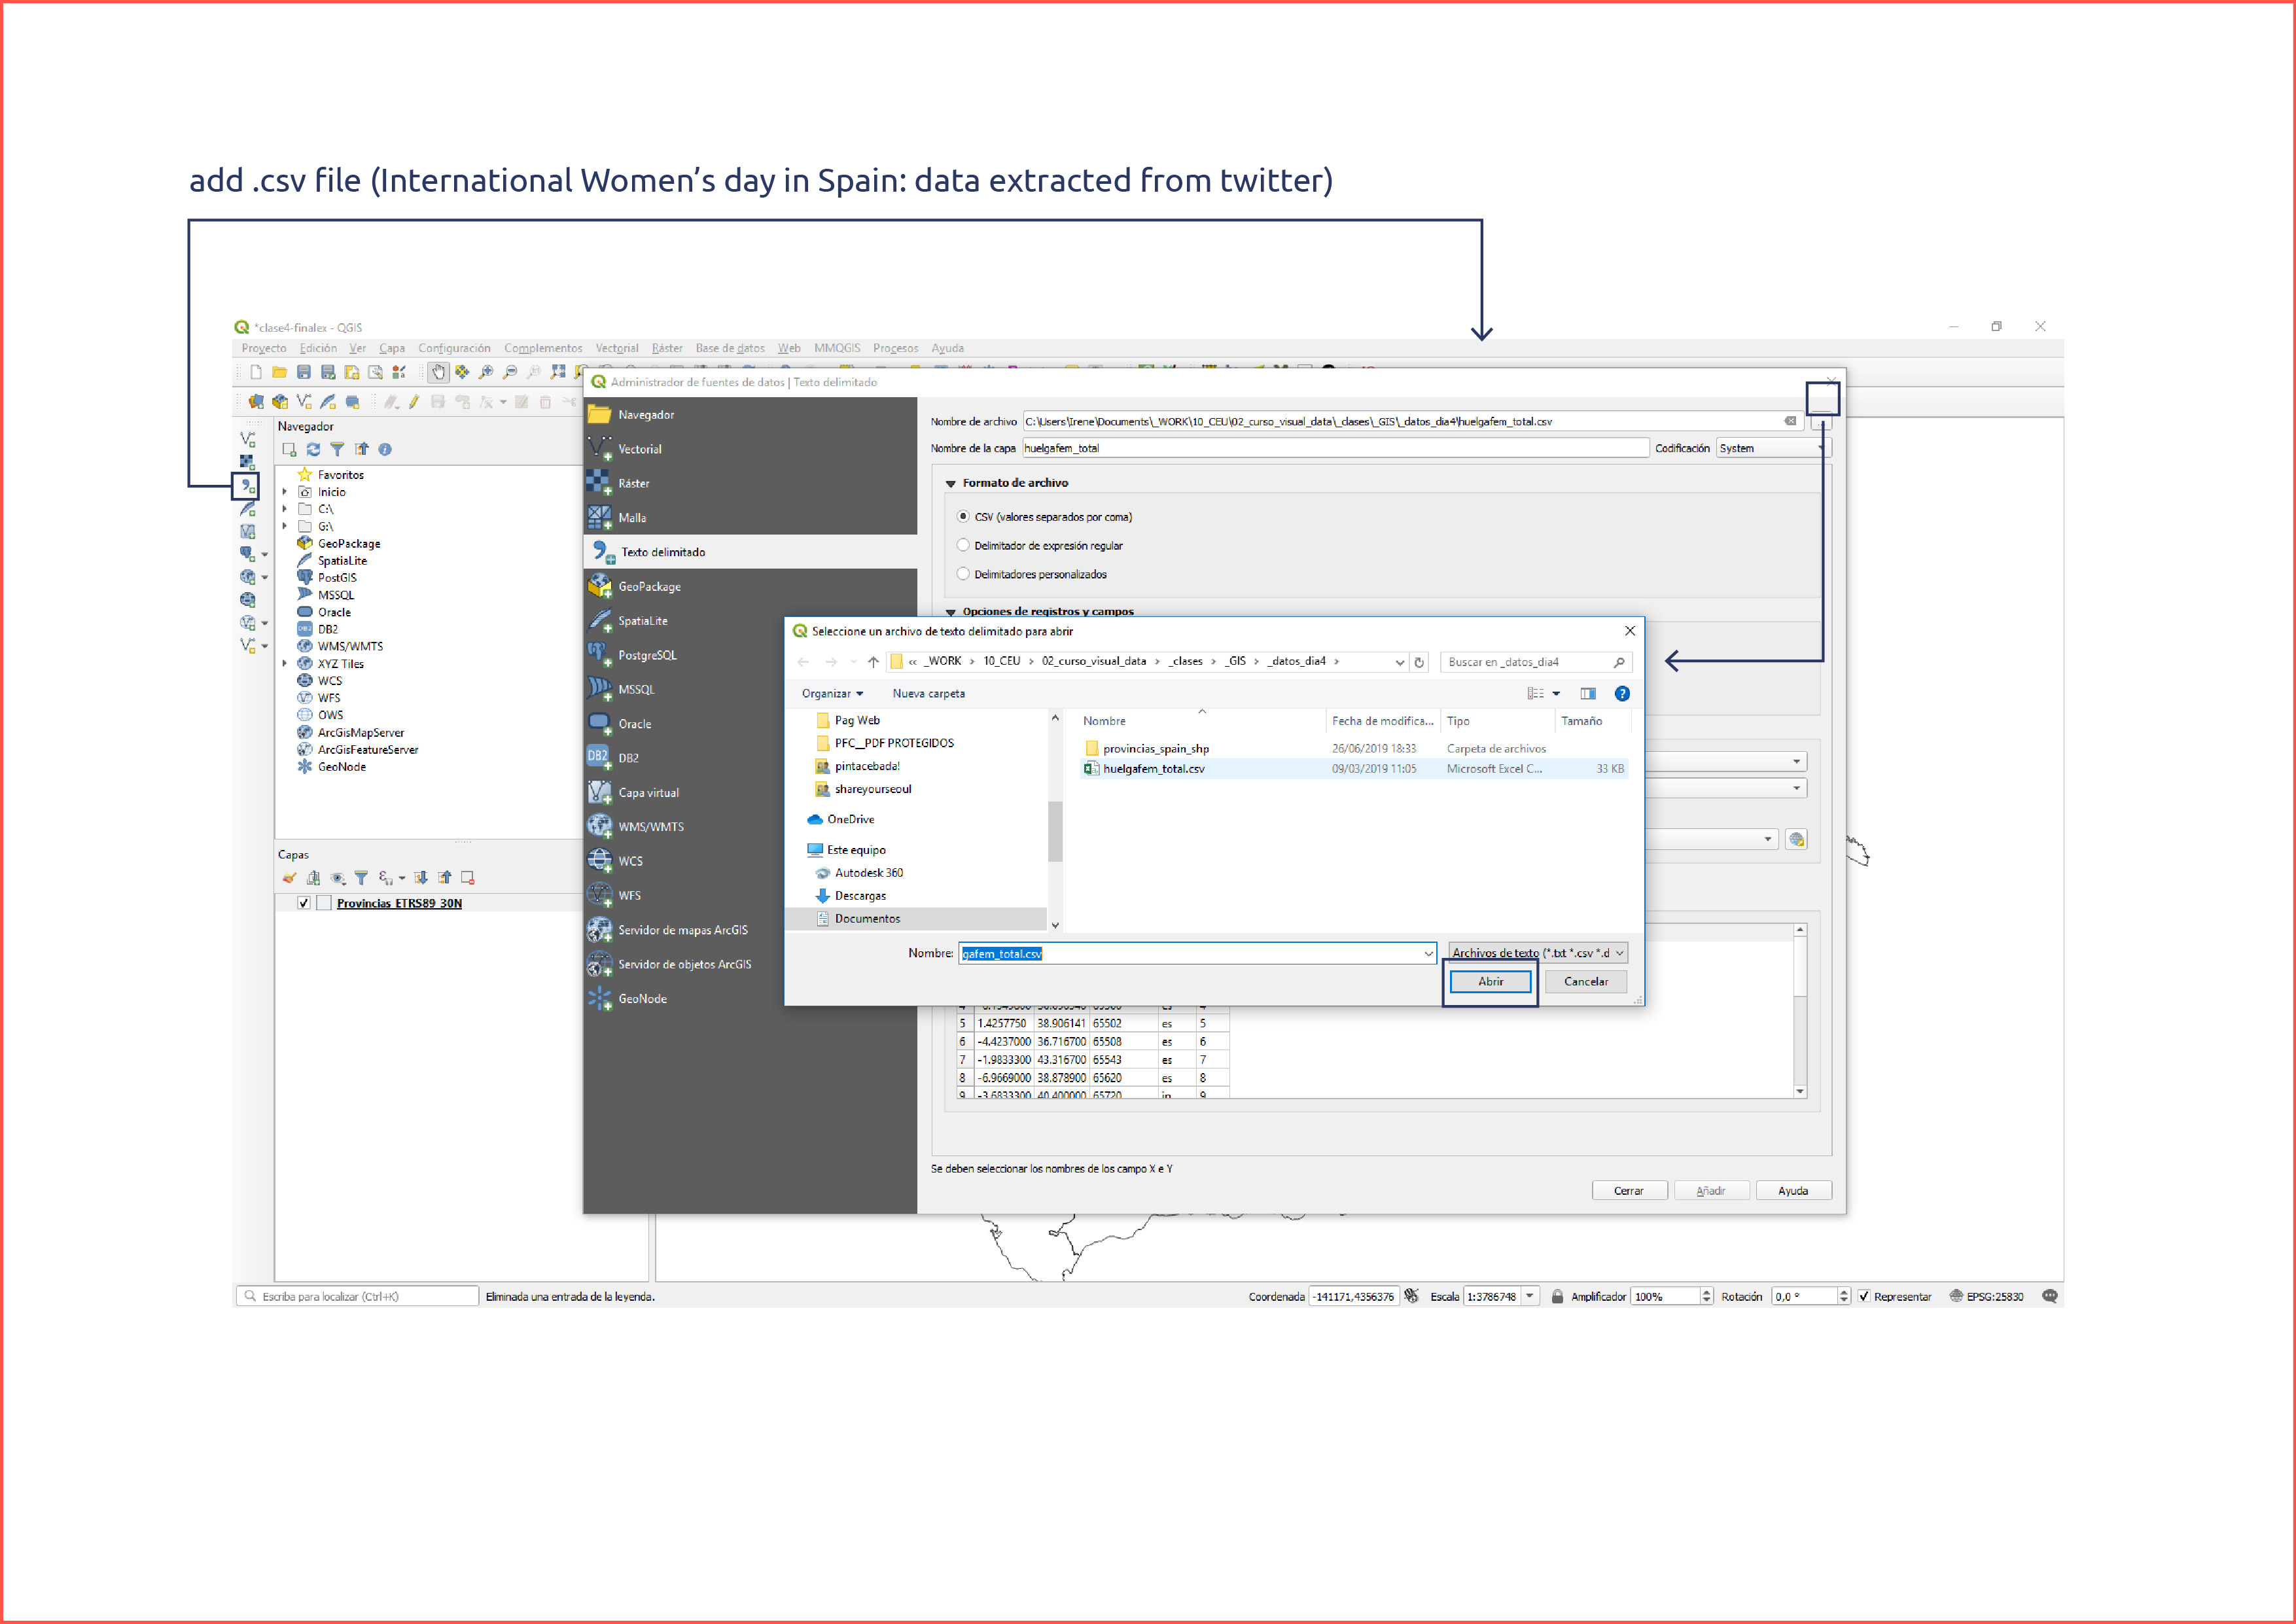 add .csv file (International Women’s day in Spain: data extracted from twitter)
*clase4-finalex - QGIS
Proyecto Edición Ver Capa Configuración Complementos Vectorial Ráster Base de datos Web MMQGIS Procesos Ayuda
Administrador de fuentes de datos | Texto delimitado
Navegador
Favoritos
Inicio
C:\
G:\
GeoPackage
SpatiaLite
PostGIS
MSSQL
Oracle
DB2
WMS/WMTS
XYZ Tiles
WCS
WFS
OWS
ArcGisMapServer
ArcGisFeatureServer
GeoNode
Capas
Provincias ETRS89_30N
Navegador
Vectorial
Ráster
Malla
Texto delimitado
GeoPackage
SpatiaLite
PostgreSQL
MSSQL
Oracle
DB2 DB2
Capa virtual
WMS/WMTS
WCS
WFS
Servidor de mapas ArcGIS
Servidor de objetos ArcGIS
GeoNode
Nombre de archivo C:\Users\Irene\Documents\_WORK\10_CEU\02_curso_visual_data\_clases\_GIS\_datos_dia4\huelgafem_total.csv
Nombre de la capa huelgafem_total Codificación System
Formato de archivo
CSV (valores separados por coma)
Delimitador de expresión regular
Delimitadores personalizados
Opciones de registros y campos
Seleccione un archivo de texto delimitado para abrir
« _WORK › 10_CEU › 02_curso_visual_data › _clases › _GIS › _datos_dia4 › Buscar en _datos_dia4
Organizar Nueva carpeta
Pag Web
PFC__PDF PROTEGIDOS
pintacebada!
shareyourseoul
OneDrive
Este equipo
Autodesk 360
Descargas
Documentos
Nombre Fecha de modifica... Tipo Tamaño
provincias_spain_shp 26/06/2019 18:33 Carpeta de archivos
huelgafem_total.csv 09/03/2019 11:05 Microsoft Excel C... 33 KB
Nombre: gafem_total.csv Archivos de texto (*.txt *.csv *.d
Abrir Cancelar
5 1.4257750 38.906141 65502 es 5
6 -4.4237000 36.716700 65508 es 6
7 -1.9833300 43.316700 65543 es 7
8 -6.9669000 38.878900 65620 es 8
9 -3.6833300 40.400000 65720 in 9
Se deben seleccionar los nombres de los campo X e Y
Cerrar Añadir Ayuda
Escriba para localizar (Ctrl+K) Eliminada una entrada de la leyenda. Coordenada -141171,4356376 Escala 1:3786748 Amplificador 100% Rotación 0,0 ° Representar EPSG:25830